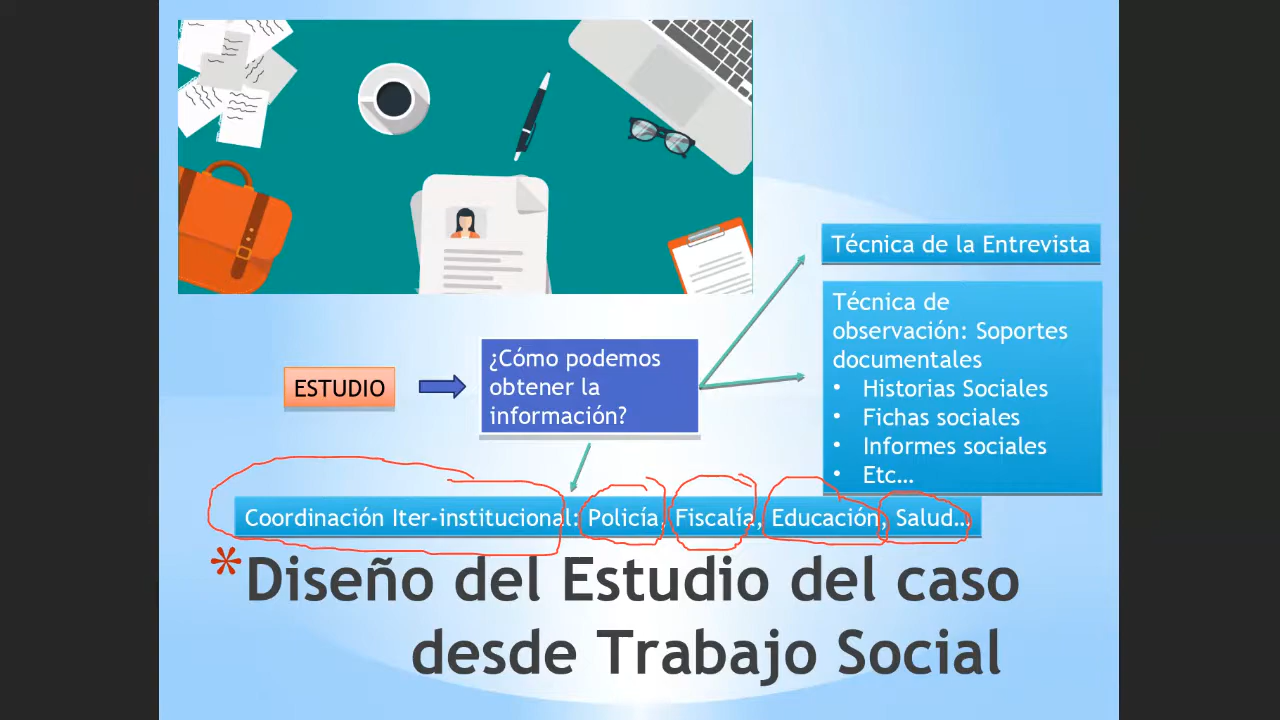 Técnica de la Entrevista
Técnica de
observación: Soportes
documentales
• Historias Sociales
• Fichas sociales
• Informes sociales
• Etc…
ESTUDIO
¿Cómo podemos
obtener la
información?
Coordinación Iter-institucional: Policía, Fiscalía, Educación, Salud…
*Diseño del Estudio del caso
desde Trabajo Social